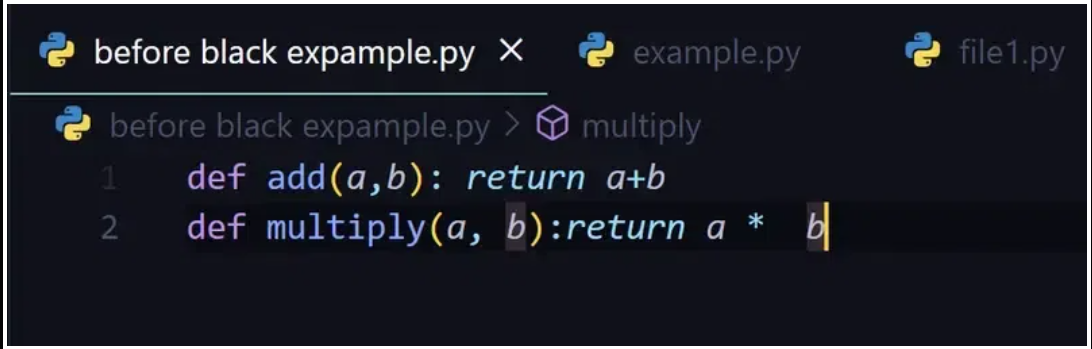 before black expample.py × example.py file1.py
before black expample.py > multiply
1 def add(a,b): return a+b
2 def multiply(a, b):return a *  b